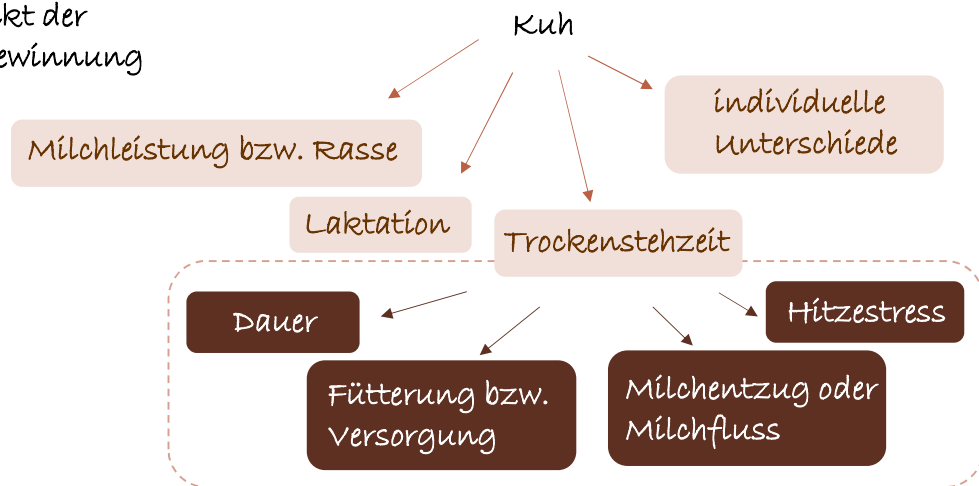 kt der
ewinnung
Kuh
individuelle
Unterschiede
Milchleistung bzw. Rasse
Laktation
Trockenstehzeit
Dauer
Hitzestress
Fütterung bzw.
Versorgung
Milchentzug oder
Milchfluss